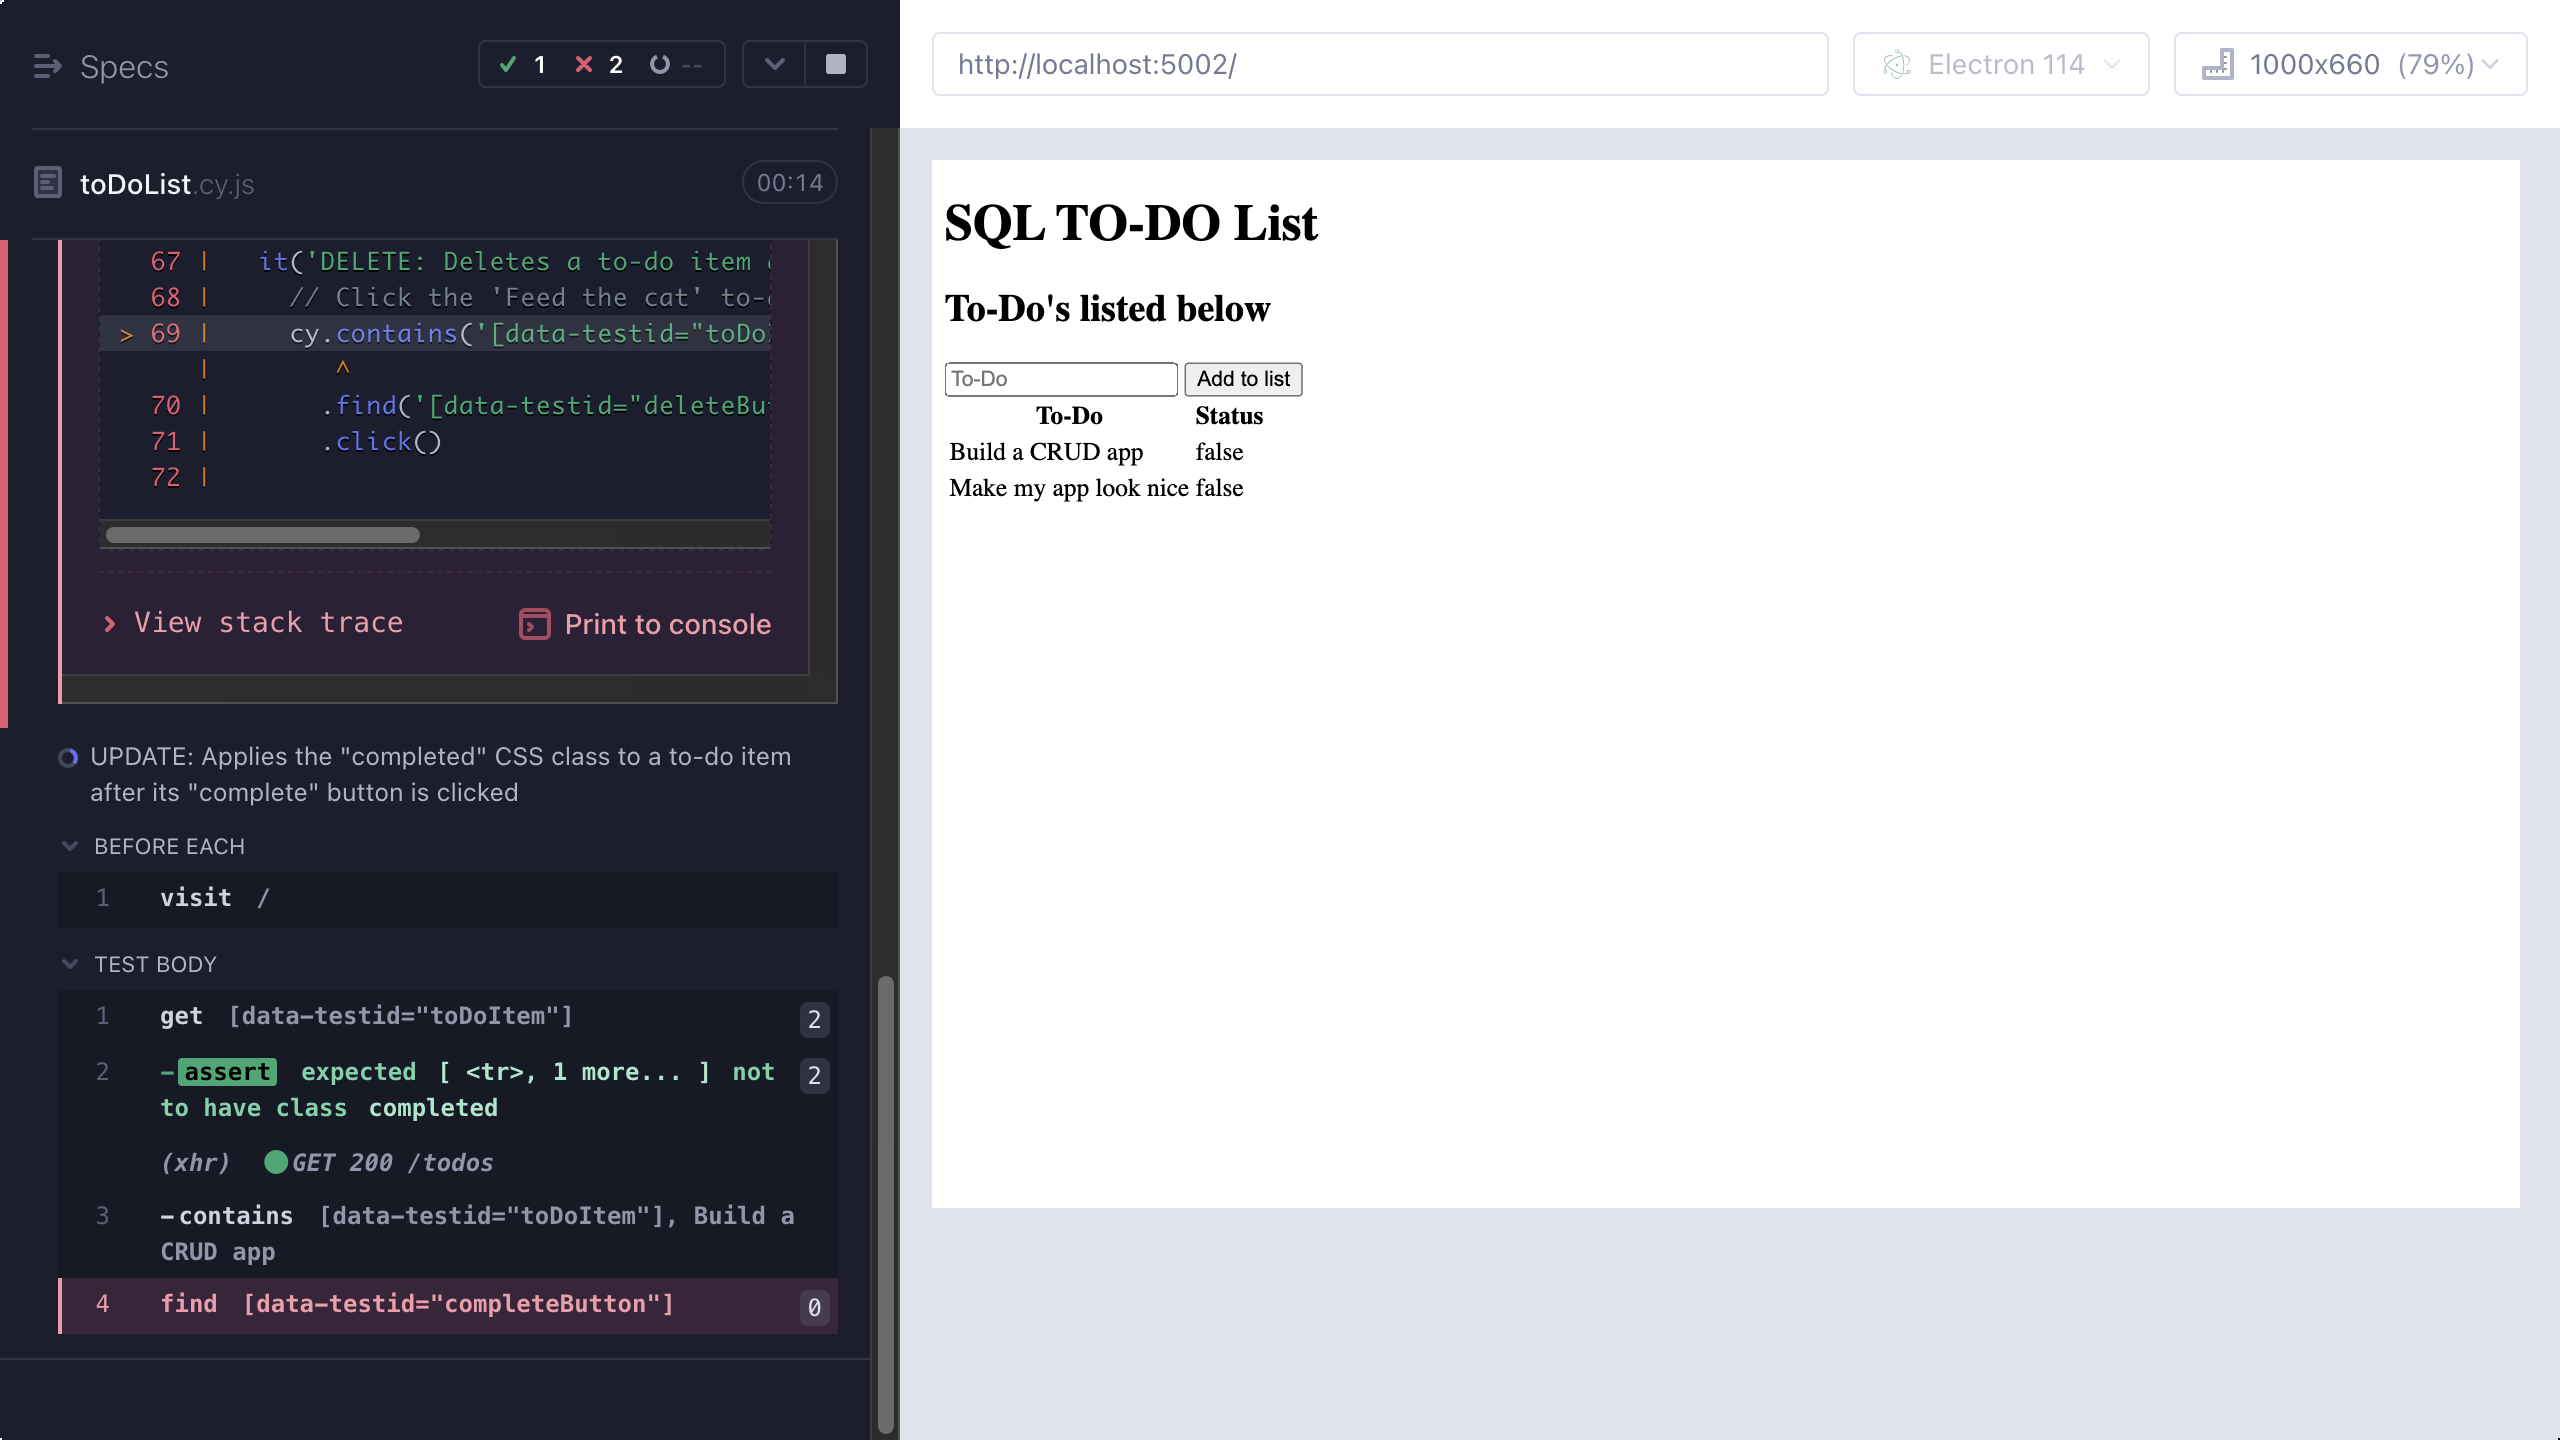 Specs
1 2 --
toDoList.cy.js 00:14
67 | it('DELETE: Deletes a to-do item
68 | // Click the 'Feed the cat' to-
> 69 | cy.contains('[data-testid="toDo
| ^
70 | .find('[data-testid="deleteBu
71 | .click()
72 |
View stack trace Print to console
UPDATE: Applies the "completed" CSS class to a to-do item
after its "complete" button is clicked
BEFORE EACH
1 visit /
TEST BODY
1 get [data-testid="toDoItem"] 2
2 -assert expected [ <tr>, 1 more... ] not 2
to have class completed
(xhr) GET 200 /todos
3 -contains [data-testid="toDoItem"], Build a
CRUD app
4 find [data-testid="completeButton"] 0
http://localhost:5002/
Electron 114
1000x660 (79%)
SQL TO-DO List
To-Do's listed below
To-Do Add to list
To-Do Status
Build a CRUD app false
Make my app look nice false